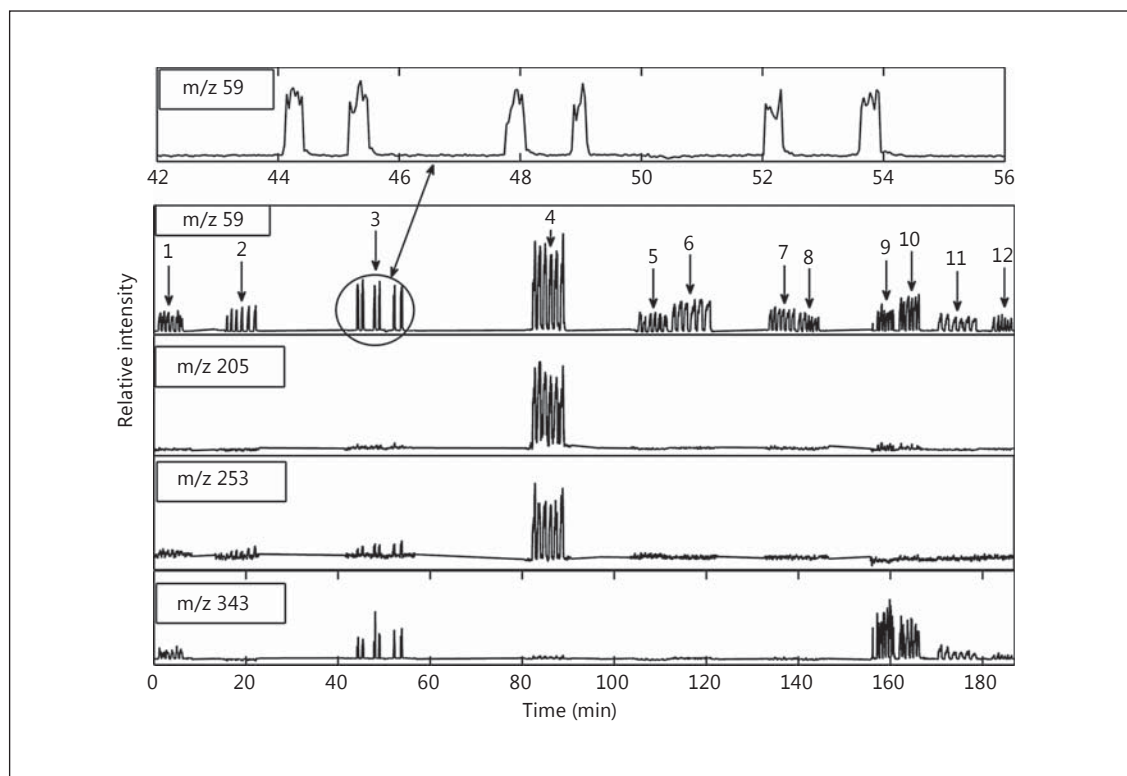 m/z 59
42 44 46 48 50 52 54 56
m/z 59
1 2 3 4 5 6 7 8 9 10 11 12
m/z 205
m/z 253
m/z 343
Relative intensity
0 20 40 60 80 100 120 140 160 180
Time (min)